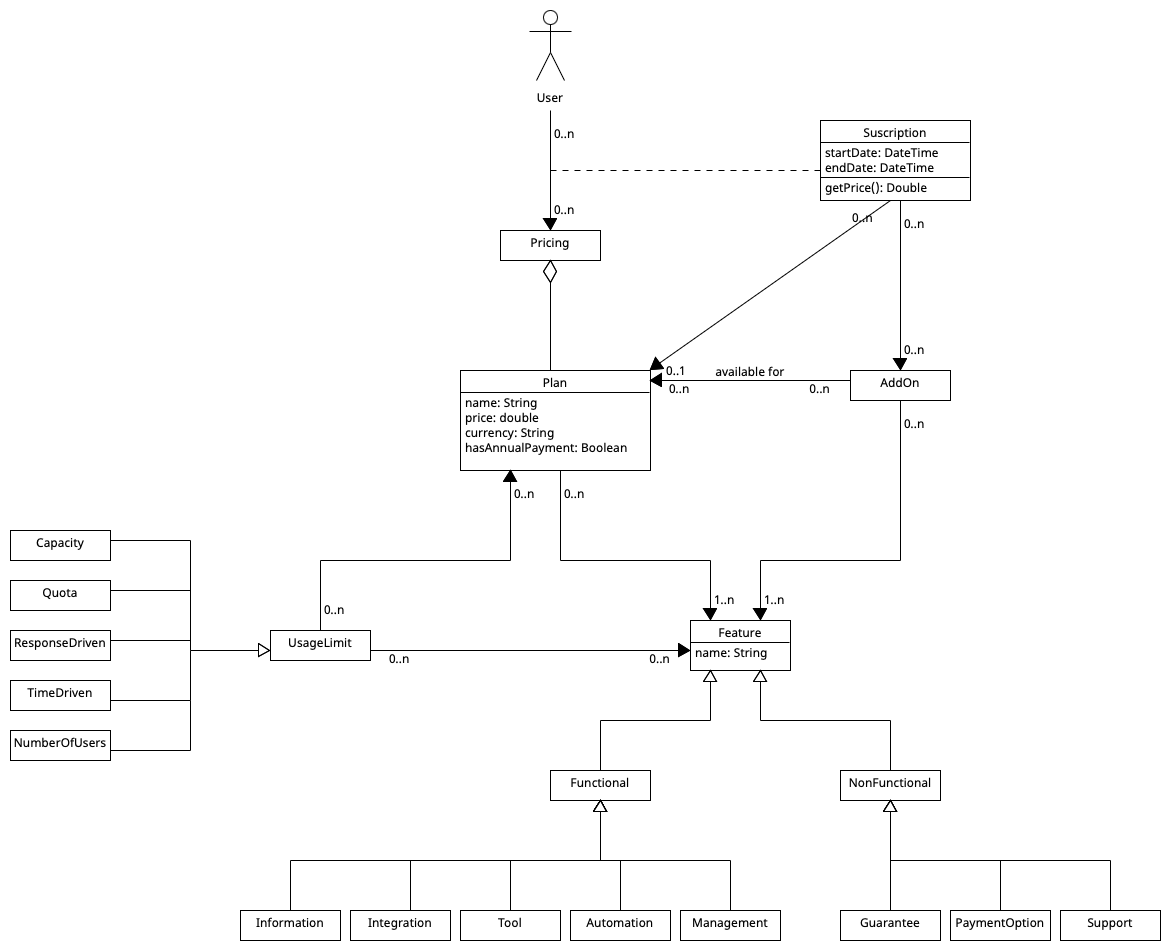 User
0..n
Suscription
startDate: DateTime
endDate: DateTime
getPrice(): Double
0..n
0..n
0..n
Pricing
0..n
0..1
available for
0..n
0..n
Plan
name: String
price: double
currency: String
hasAnnualPayment: Boolean
AddOn
0..n
0..n
0..n
Capacity
Quota
ResponseDriven
TimeDriven
NumberOfUsers
0..n
UsageLimit
0..n
0..n
1..n
1..n
Feature
name: String
Functional
NonFunctional
Information
Integration
Tool
Automation
Management
Guarantee
PaymentOption
Support